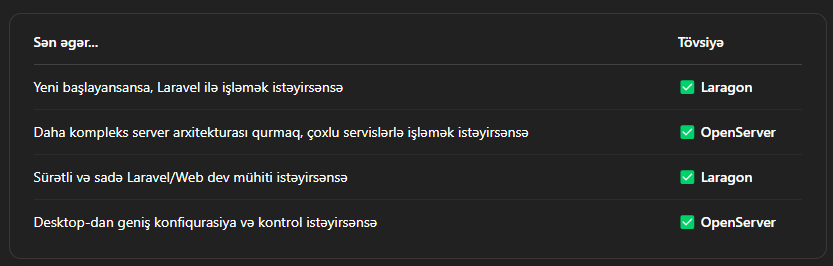 Sən əgər... Tövsiyə
Yeni başlayansansa, Laravel ilə işləmək istəyirsənsə ✅ Laragon
Daha kompleks server arxitekturası qurmaq, çoxlu servislərlə işləmək istəyirsənsə ✅ OpenServer
Sürətli və sadə Laravel/Web dev mühiti istəyirsənsə ✅ Laragon
Desktop-dan geniş konfiqurasiya və kontrol istəyirsənsə ✅ OpenServer